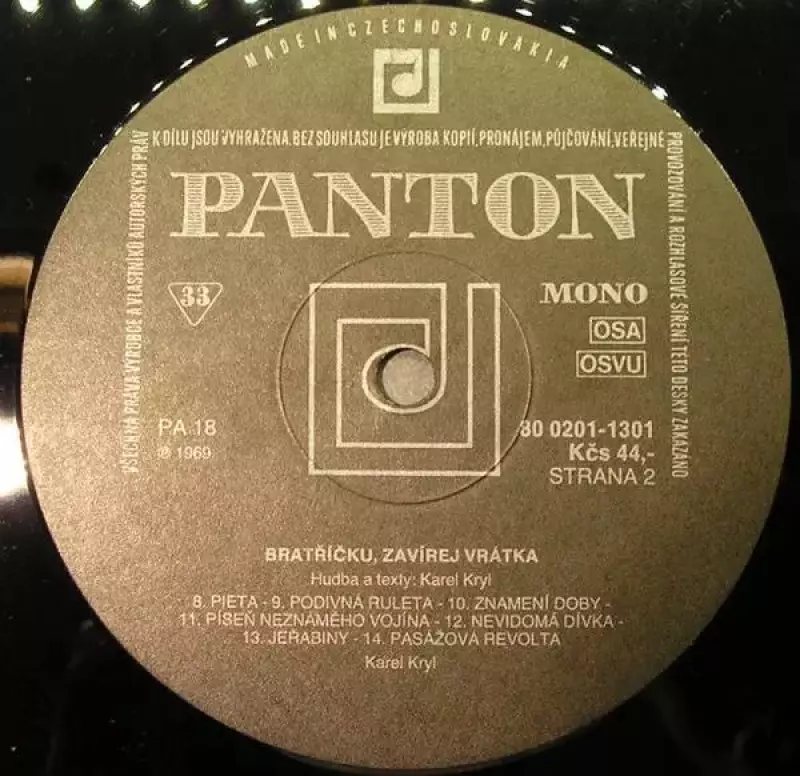 MADE IN CZECHOSLOVAKIA
VŠECHNA PRÁVA VÝROBCE A VLASTNÍKŮ AUTORSKÝCH PRÁV
K DÍLU JSOU VYHRAŽENA. BEZ SOUHLASU JE VÝROBA KOPIÍ, PRONÁJEM, PŮJČOVÁNÍ, VEŘEJNÉ
PROVOZOVÁNÍ A ROZHLASOVÉ ŠÍŘENÍ TÉTO DESKY ZAKÁZÁNO
PANTON
33
MONO
OSA
OSVU
PA 18
℗ 1969
30 0201-1301
Kčs 44,-
STRANA 2
BRATŘÍČKU, ZAVÍREJ VRÁTKA
Hudba a texty: Karel Kryl
8. PIETA - 9. PODIVNÁ RULETA - 10. ZNAMENÍ DOBY -
11. PÍSEŇ NEZNÁMÉHO VOJÍNA - 12. NEVIDOMÁ DÍVKA -
13. JEŘABINY - 14. PASÁŽOVÁ REVOLTA
Karel Kryl